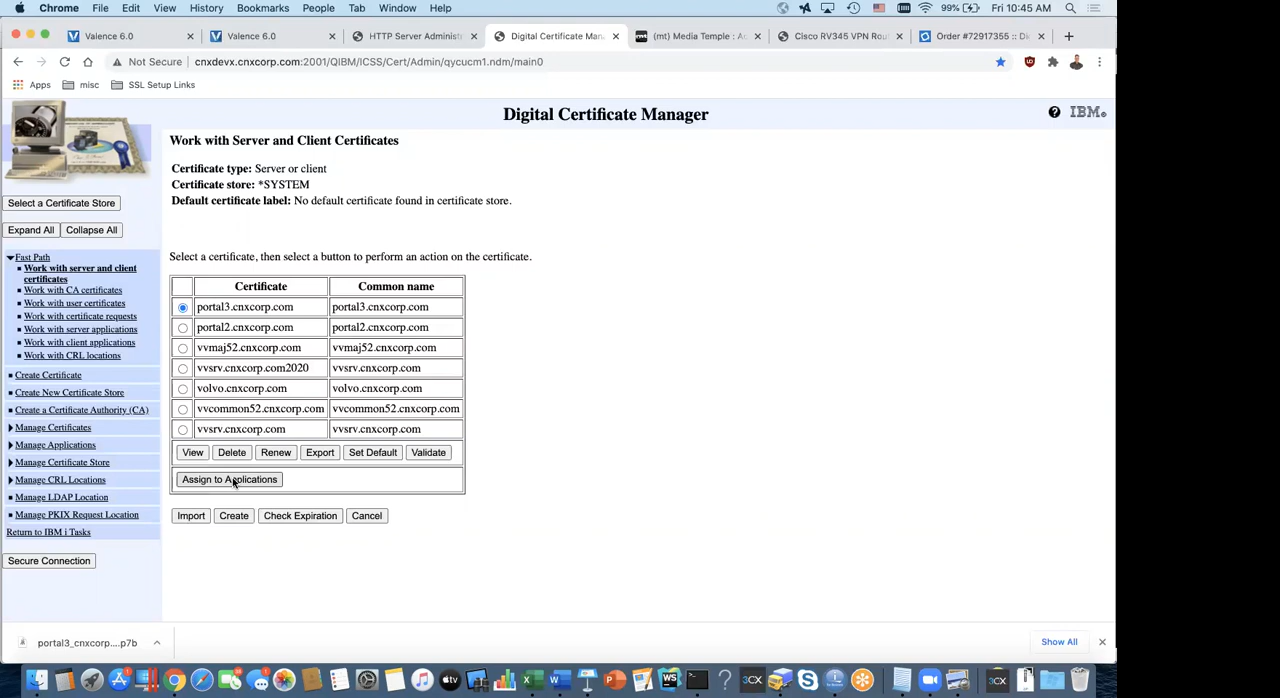 Chrome File Edit View History Bookmarks People Tab Window Help 99% Fri 10:45 AM
Valence 6.0 Valence 6.0 HTTP Server Administ Digital Certificate Man (mt) Media Temple : Ac Cisco RV345 VPN Rou Order #72917355 :: Di
Not Secure cnxdevx.cnxcorp.com:2001/QIBM/ICSS/Cert/Admin/qycucm1.ndm/main0
Apps misc SSL Setup Links
Digital Certificate Manager
IBM®
Select a Certificate Store
Expand All Collapse All
Fast Path
Work with server and client
certificates
Work with CA certificates
Work with user certificates
Work with certificate requests
Work with server applications
Work with client applications
Work with CRL locations
Create Certificate
Create New Certificate Store
Create a Certificate Authority (CA)
Manage Certificates
Manage Applications
Manage Certificate Store
Manage CRL Locations
Manage LDAP Location
Manage PKIX Request Location
Return to IBM i Tasks
Secure Connection
Work with Server and Client Certificates
Certificate type: Server or client
Certificate store: *SYSTEM
Default certificate label: No default certificate found in certificate store.
Select a certificate, then select a button to perform an action on the certificate.
Certificate Common name
portal3.cnxcorp.com portal3.cnxcorp.com
portal2.cnxcorp.com portal2.cnxcorp.com
vvmaj52.cnxcorp.com vvmaj52.cnxcorp.com
vvsrv.cnxcorp.com2020 vvsrv.cnxcorp.com
volvo.cnxcorp.com volvo.cnxcorp.com
vvcommon52.cnxcorp.com vvcommon52.cnxcorp.com
vvsrv.cnxcorp.com vvsrv.cnxcorp.com
View Delete Renew Export Set Default Validate
Assign to Applications
Import Create Check Expiration Cancel
portal3_cnxcorp....p7b
Show All
WS 3CX 3CX